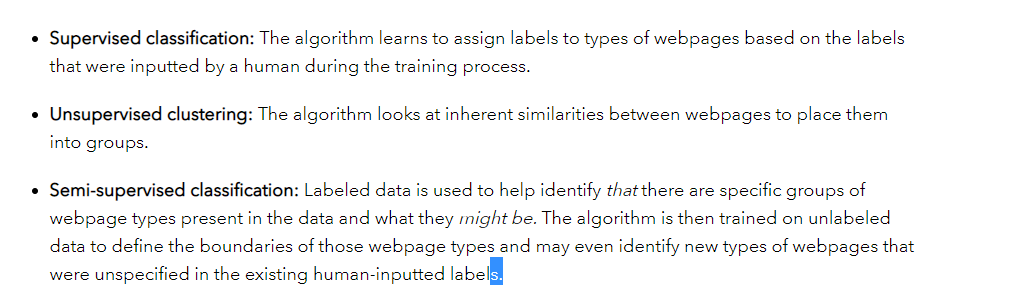 • Supervised classification: The algorithm learns to assign labels to types of webpages based on the labels
that were inputted by a human during the training process.
• Unsupervised clustering: The algorithm looks at inherent similarities between webpages to place them
into groups.
• Semi-supervised classification: Labeled data is used to help identify that there are specific groups of
webpage types present in the data and what they might be. The algorithm is then trained on unlabeled
data to define the boundaries of those webpage types and may even identify new types of webpages that
were unspecified in the existing human-inputted labels.